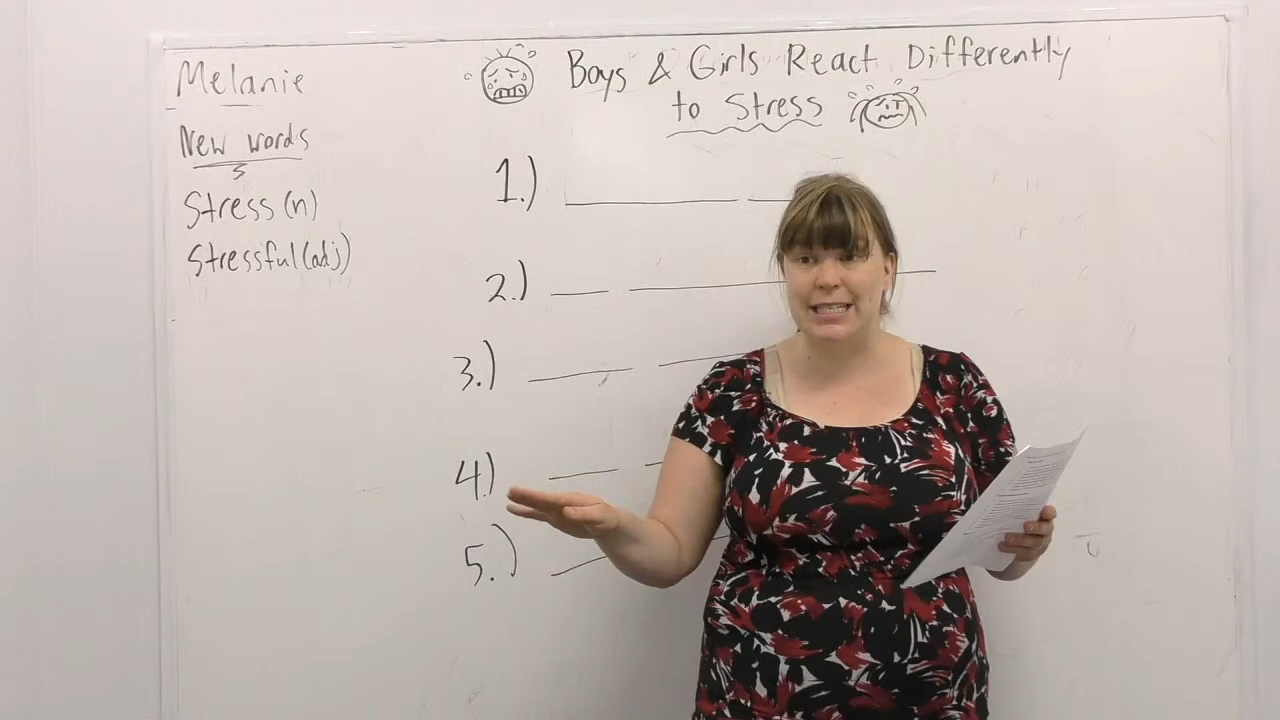 Melanie
New words
Stress (n)
Stressful (adj)
Boys & Girls React Differently
to Stress
1.)
2.)
3.)
4.)
5.)